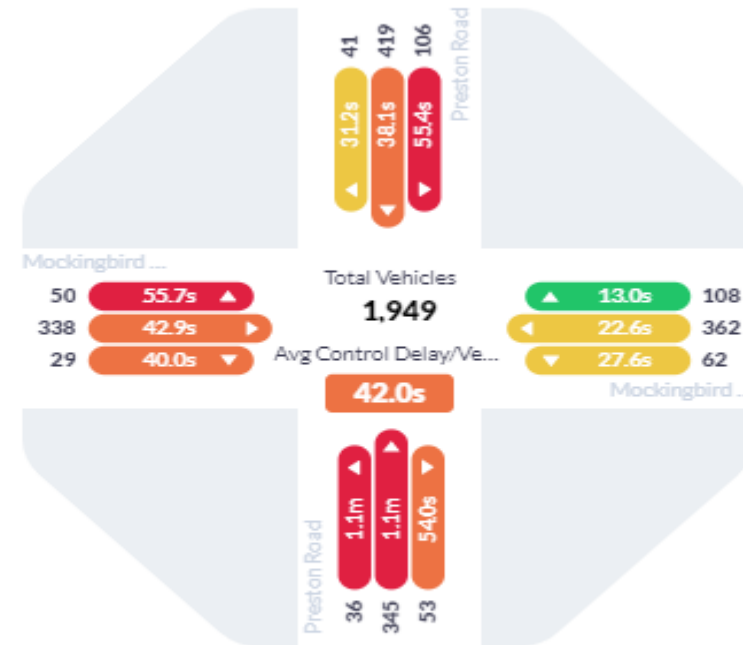 41 419 106
Preston Road
31.2s 38.1s 55.4s
Mockingbird ...
50 55.7s
338 42.9s
29 40.0s
Total Vehicles
1,949
Avg Control Delay/Ve...
42.0s
13.0s 108
22.6s 362
27.6s 62
Mockingbird ..
Preston Road
1.1m 1.1m 54.0s
36 345 53